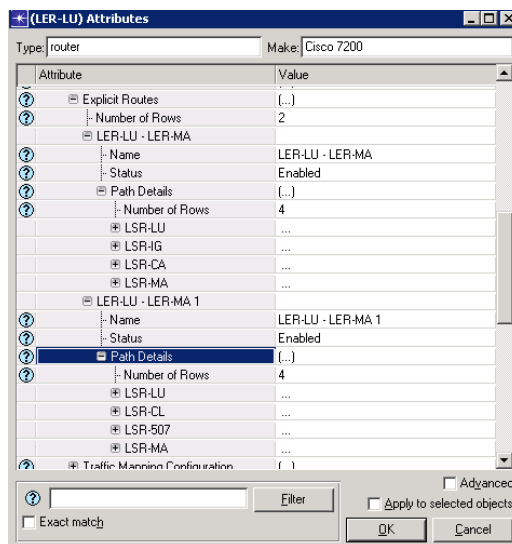 (LER-LU) Attributes
Type: router Make: Cisco 7200
Attribute Value
Explicit Routes (...)
Number of Rows 2
LER-LU - LER-MA
Name LER-LU - LER-MA
Status Enabled
Path Details (...)
Number of Rows 4
LSR-LU ...
LSR-IG ...
LSR-CA ...
LSR-MA ...
LER-LU - LER-MA 1
Name LER-LU - LER-MA 1
Status Enabled
Path Details (...)
Number of Rows 4
LSR-LU ...
LSR-CL ...
LSR-507 ...
LSR-MA ...
Traffic Mapping Configuration (...)
Advanced
Filter Apply to selected objects
Exact match OK Cancel